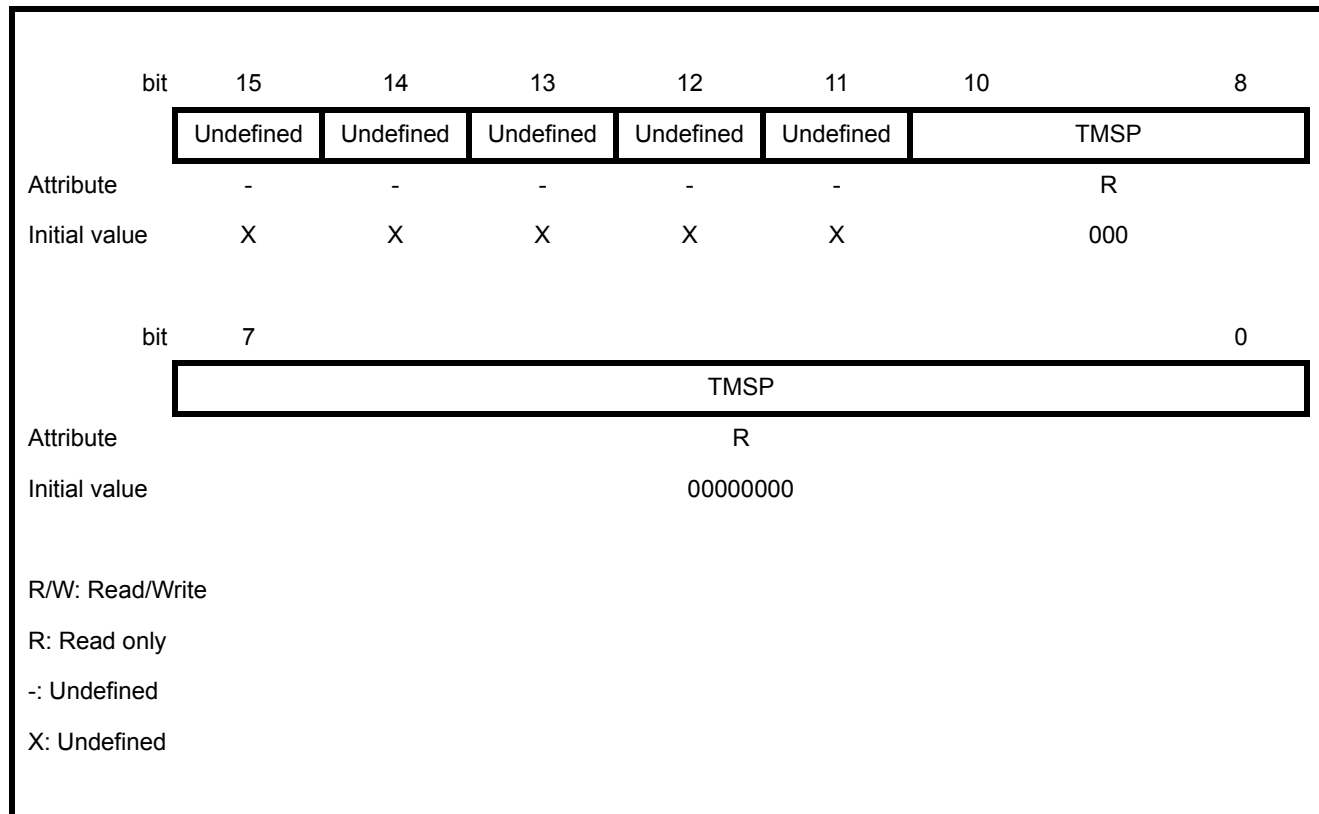 bit 15 14 13 12 11 10 8
Undefined Undefined Undefined Undefined Undefined TMSP
Attribute - - - - - R
Initial value X X X X X 000
bit 7 0
TMSP
Attribute R
Initial value 00000000
R/W: Read/Write
R: Read only
-: Undefined
X: Undefined